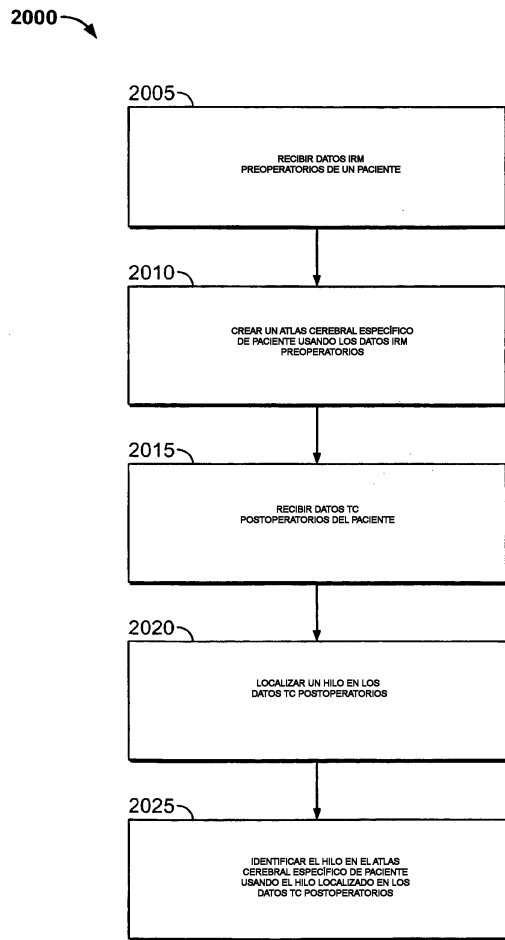 2000
2005
RECIBIR DATOS IRM
PREOPERATORIOS DE UN PACIENTE
2010
CREAR UN ATLAS CEREBRAL ESPECÍFICO
DE PACIENTE USANDO LOS DATOS IRM
PREOPERATORIOS
2015
RECIBIR DATOS TC
POSTOPERATORIOS DEL PACIENTE
2020
LOCALIZAR UN HILO EN LOS
DATOS TC POSTOPERATORIOS
2025
IDENTIFICAR EL HILO EN EL ATLAS
CEREBRAL ESPECÍFICO DE PACIENTE
USANDO EL HILO LOCALIZADO EN LOS
DATOS TC POSTOPERATORIOS